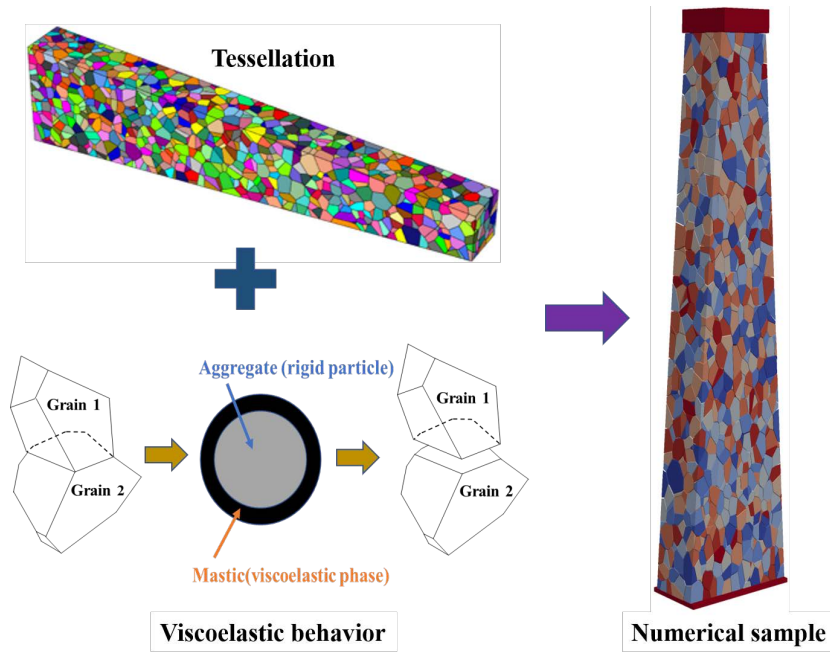 Tessellation
Aggregate (rigid particle)
Grain 1
Grain 2
Grain 1
Grain 2
Mastic(viscoelastic phase)
Viscoelastic behavior
Numerical sample